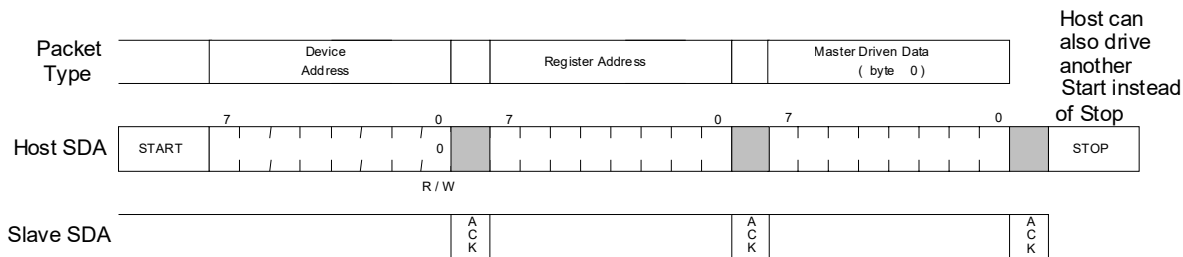 Packet
Type
Device
Address
Register Address
Master Driven Data
( byte 0 )
Host can
also drive
another
Start instead
of Stop
7 0 7 0 7 0
Host SDA
START
0
STOP
R / W
Slave SDA
A
C
K
A
C
K
A
C
K